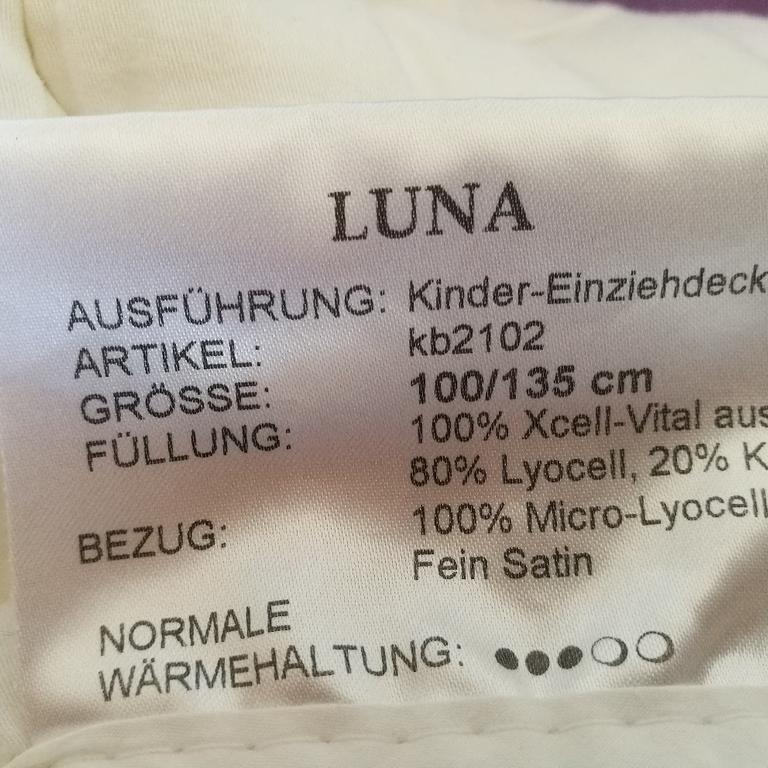 LUNA
AUSFÜHRUNG: Kinder-Einziehdeck
ARTIKEL: kb2102
GRÖSSE: 100/135 cm
FÜLLUNG: 100% Xcell-Vital aus
80% Lyocell, 20% K
BEZUG: 100% Micro-Lyocell
Fein Satin
NORMALE
WÄRMEHALTUNG: